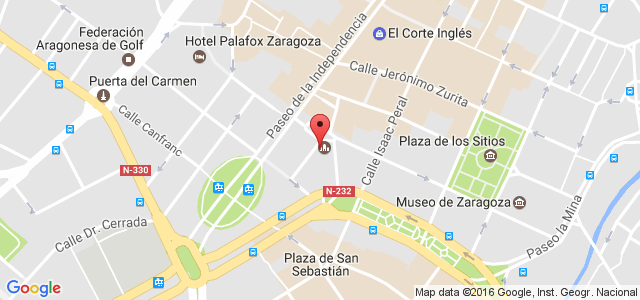 Federación
Aragonesa de Golf
Hotel Palafox Zaragoza
El Corte Inglés
Puerta del Carmen
Paseo de la Independencia
Calle Jerónimo Zurita
Calle Canfranc
Calle Isaac Peral
Plaza de los Sitios
N-330
N-232
Museo de Zaragoza
Calle Dr. Cerrada
Paseo la Mina
Plaza de San
Sebastián
Google
Map data ©2016 Google, Inst. Geogr. Nacional